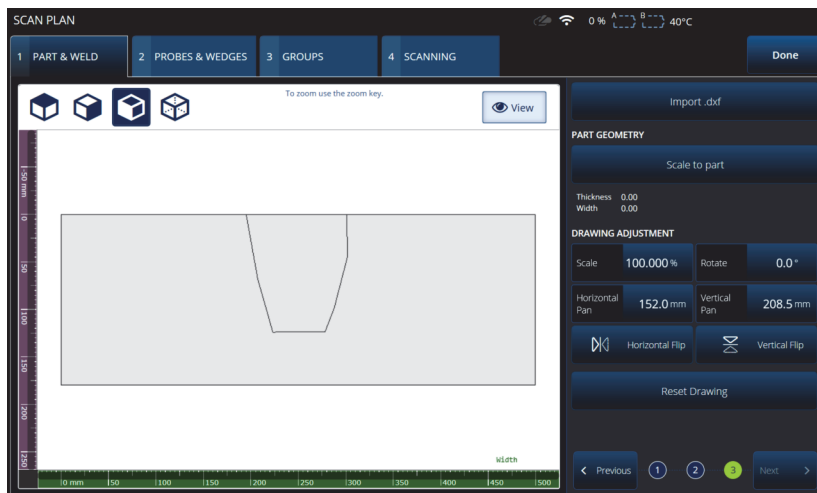 SCAN PLAN
0 % A B 40°C
1 PART & WELD
2 PROBES & WEDGES
3 GROUPS
4 SCANNING
Done
To zoom use the zoom key.
View
Import .dxf
PART GEOMETRY
Scale to part
Thickness 0.00
Width 0.00
DRAWING ADJUSTMENT
Scale 100.000 %
Rotate 0.0 °
Horizontal Pan 152.0 mm
Vertical Pan 208.5 mm
Horizontal Flip
Vertical Flip
Reset Drawing
Previous 1 2 3 Next
-50 mm
0
50
100
150
200
250
Width
0 mm 50 100 150 200 250 300 350 400 450 500